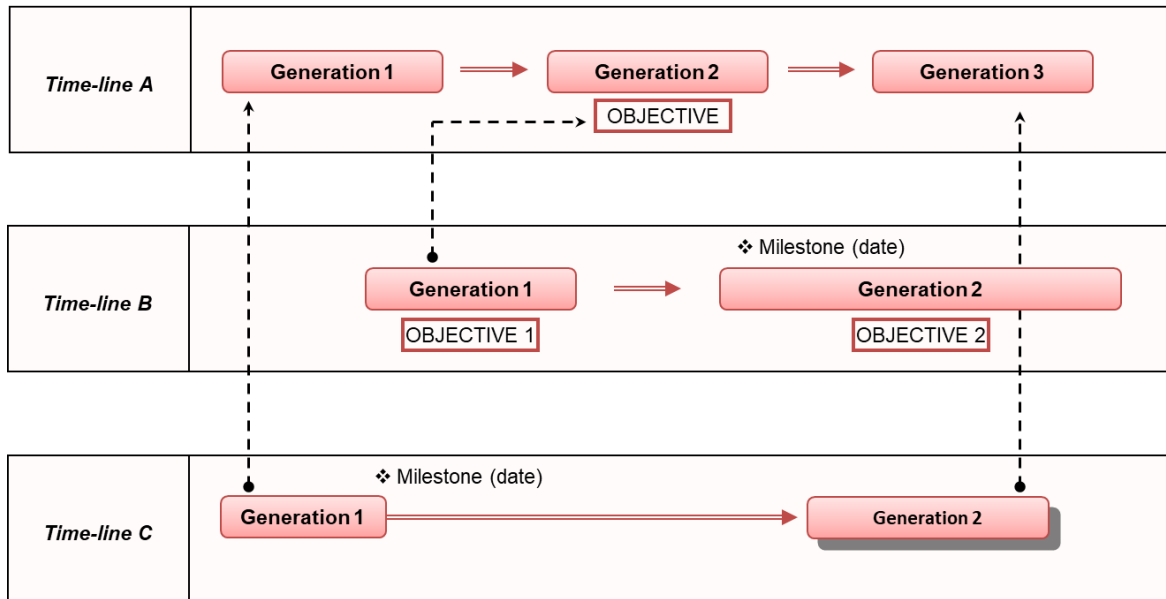 Time-line A
Generation 1
Generation 2
Generation 3
OBJECTIVE
Time-line B
❖ Milestone (date)
Generation 1
Generation 2
OBJECTIVE 1
OBJECTIVE 2
Time-line C
❖ Milestone (date)
Generation 1
Generation 2